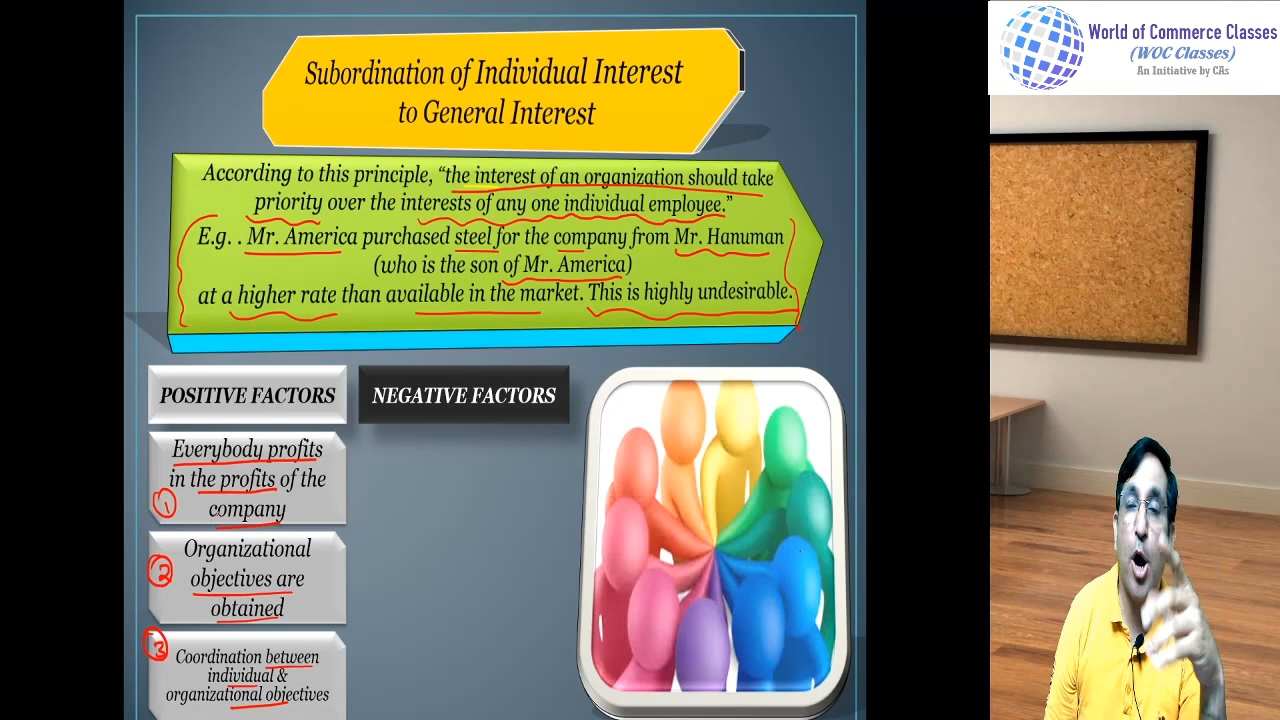 Subordination of Individual Interest
to General Interest
According to this principle, “the interest of an organization should take
priority over the interests of any one individual employee.”
E.g. . Mr. America purchased steel for the company from Mr. Hanuman
(who is the son of Mr. America)
at a higher rate than available in the market. This is highly undesirable.
POSITIVE FACTORS
NEGATIVE FACTORS
Everybody profits
in the profits of the
company
1
Organizational
objectives are
obtained
2
3
Coordination between
individual &
organizational objectives
World of Commerce Classes
(WOC Classes)
An Initiative by CAs